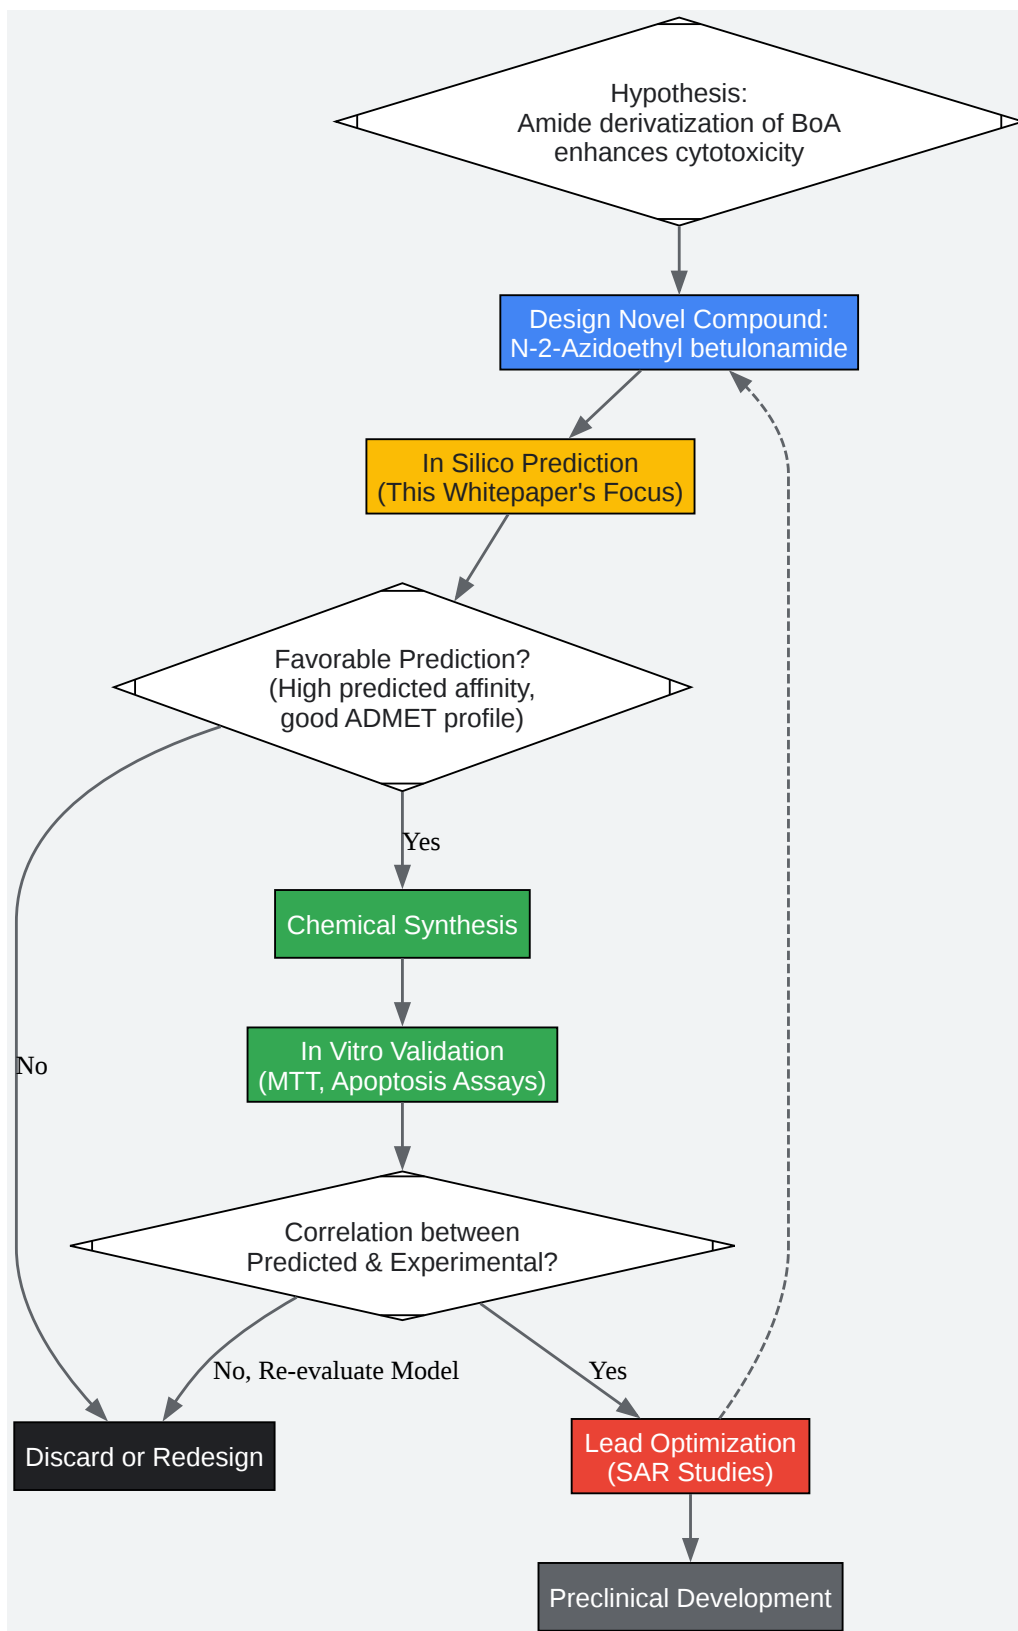 Hypothesis:
Amide derivatization of BoA
enhances cytotoxicity
Design Novel Compound:
N-2-Azidoethyl betulonamide
In Silico Prediction
(This Whitepaper's Focus)
Favorable Prediction?
(High predicted affinity,
good ADMET profile)
Yes
Chemical Synthesis
In Vitro Validation
(MTT, Apoptosis Assays)
No
Correlation between
Predicted & Experimental?
No, Re-evaluate Model
Yes
Discard or Redesign
Lead Optimization
(SAR Studies)
Preclinical Development